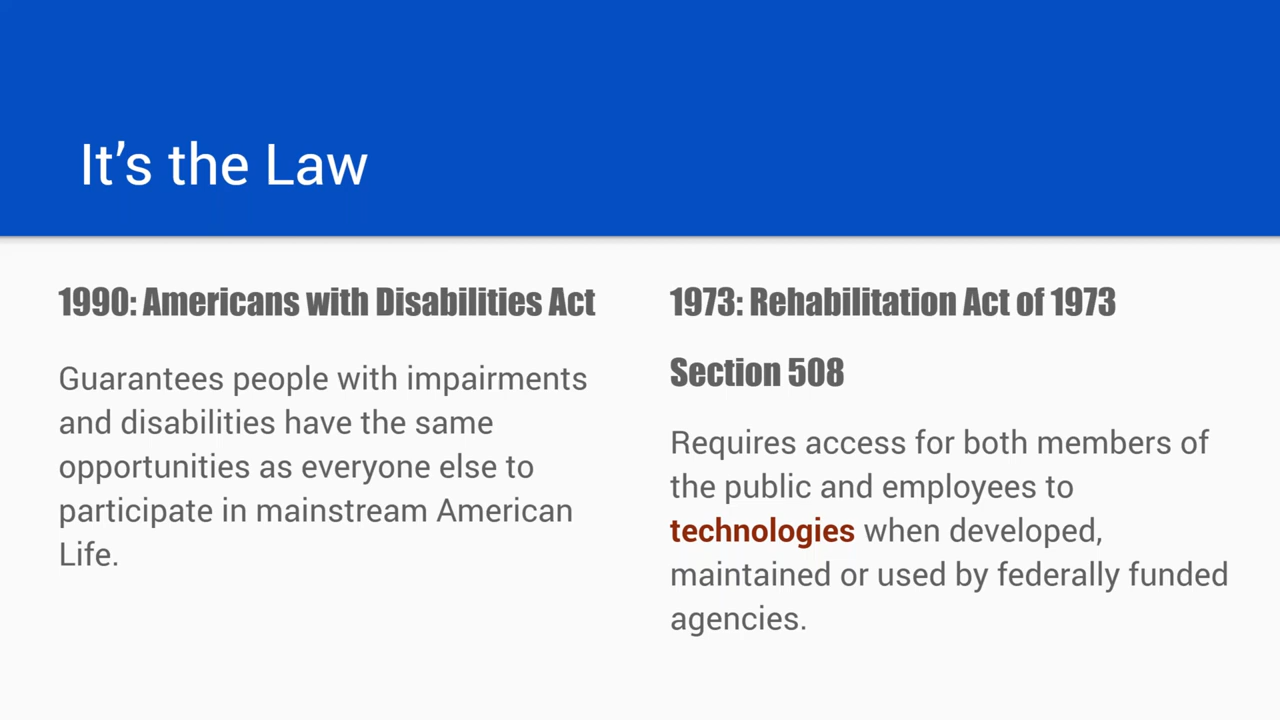 It’s the Law
1990: Americans with Disabilities Act
Guarantees people with impairments
and disabilities have the same
opportunities as everyone else to
participate in mainstream American
Life.
1973: Rehabilitation Act of 1973
Section 508
Requires access for both members of
the public and employees to
technologies when developed,
maintained or used by federally funded
agencies.